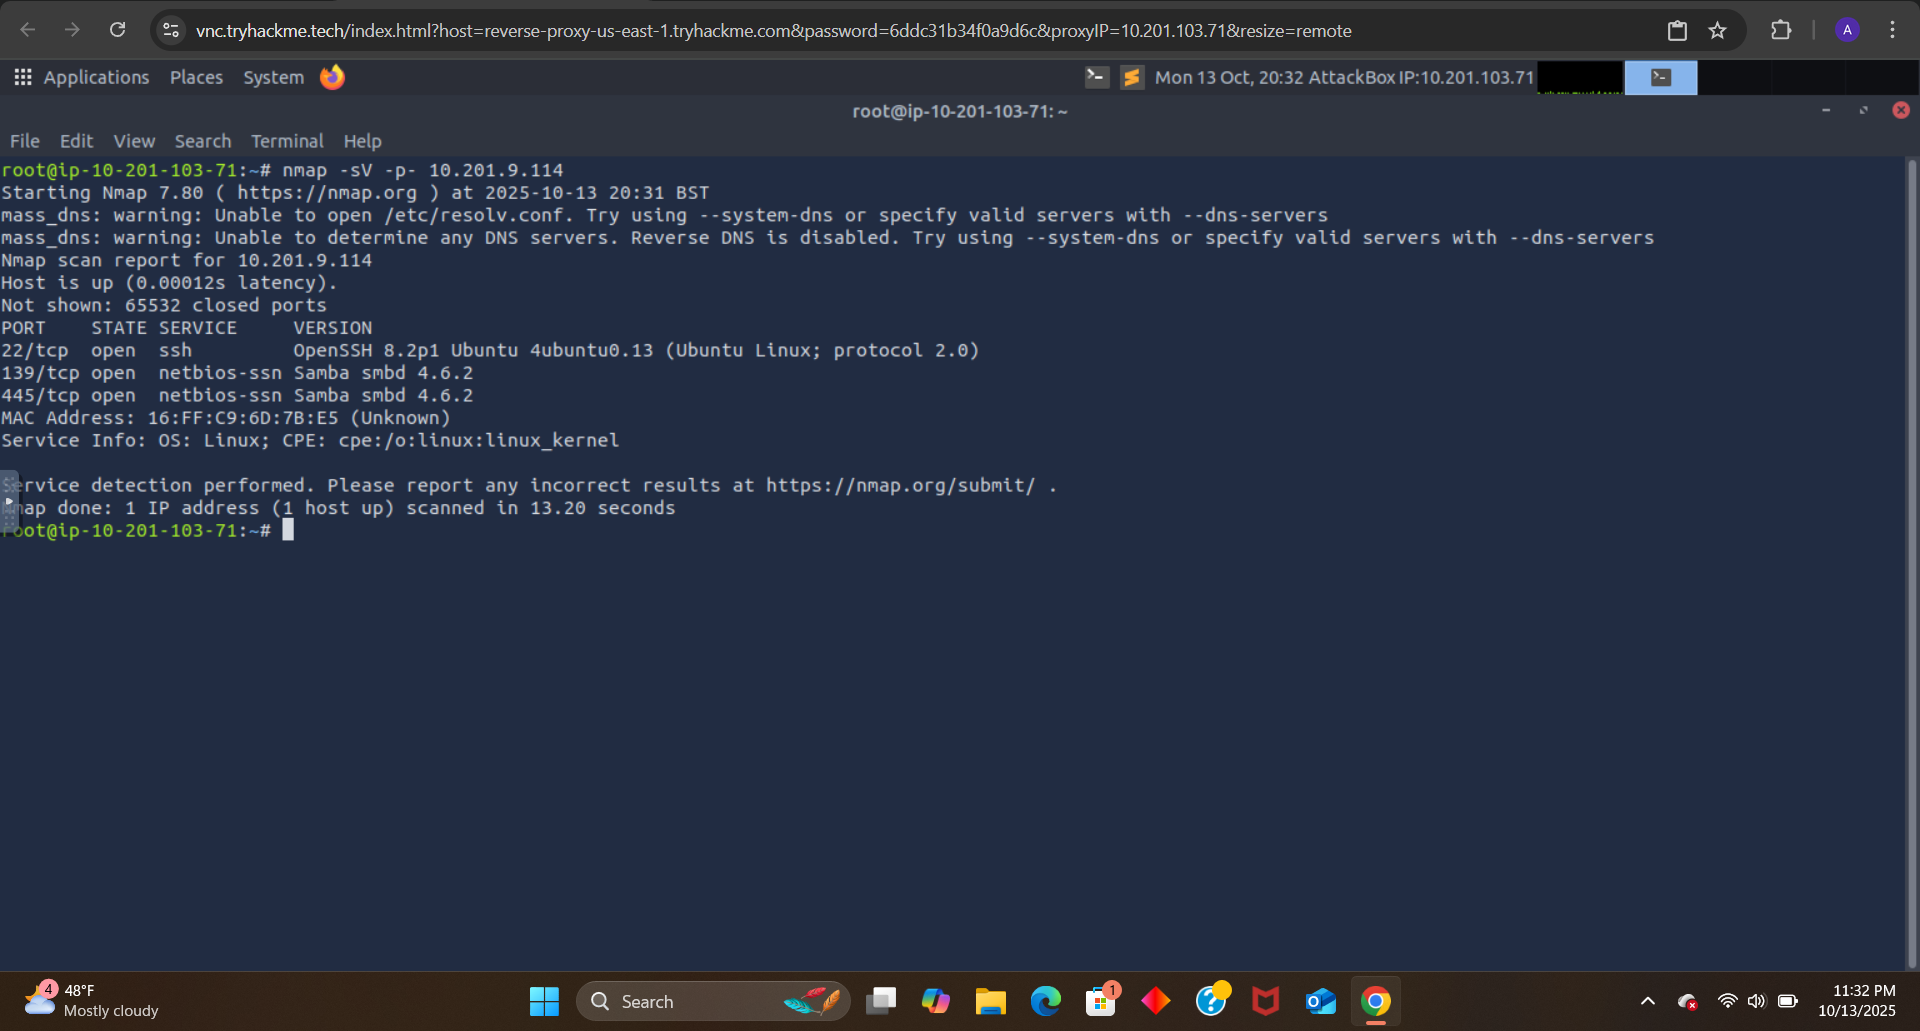 vnc.tryhackme.tech/index.html?host=reverse-proxy-us-east-1.tryhackme.com&password=6ddc31b34f0a9d6c&proxyIP=10.201.103.71&resize=remote
A
Applications Places System Mon 13 Oct, 20:32 AttackBox IP:10.201.103.71
root@ip-10-201-103-71: ~
File Edit View Search Terminal Help
root@ip-10-201-103-71:~# nmap -sV -p- 10.201.9.114
Starting Nmap 7.80 ( https://nmap.org ) at 2025-10-13 20:31 BST
mass_dns: warning: Unable to open /etc/resolv.conf. Try using --system-dns or specify valid servers with --dns-servers
mass_dns: warning: Unable to determine any DNS servers. Reverse DNS is disabled. Try using --system-dns or specify valid servers with --dns-servers
Nmap scan report for 10.201.9.114
Host is up (0.00012s latency).
Not shown: 65532 closed ports
PORT    STATE SERVICE     VERSION
22/tcp  open  ssh         OpenSSH 8.2p1 Ubuntu 4ubuntu0.13 (Ubuntu Linux; protocol 2.0)
139/tcp open  netbios-ssn Samba smbd 4.6.2
445/tcp open  netbios-ssn Samba smbd 4.6.2
MAC Address: 16:FF:C9:6D:7B:E5 (Unknown)
Service Info: OS: Linux; CPE: cpe:/o:linux:linux_kernel
Service detection performed. Please report any incorrect results at https://nmap.org/submit/ .
Nmap done: 1 IP address (1 host up) scanned in 13.20 seconds
root@ip-10-201-103-71:~#
4
48°F
Mostly cloudy
Search
1
11:32 PM
10/13/2025